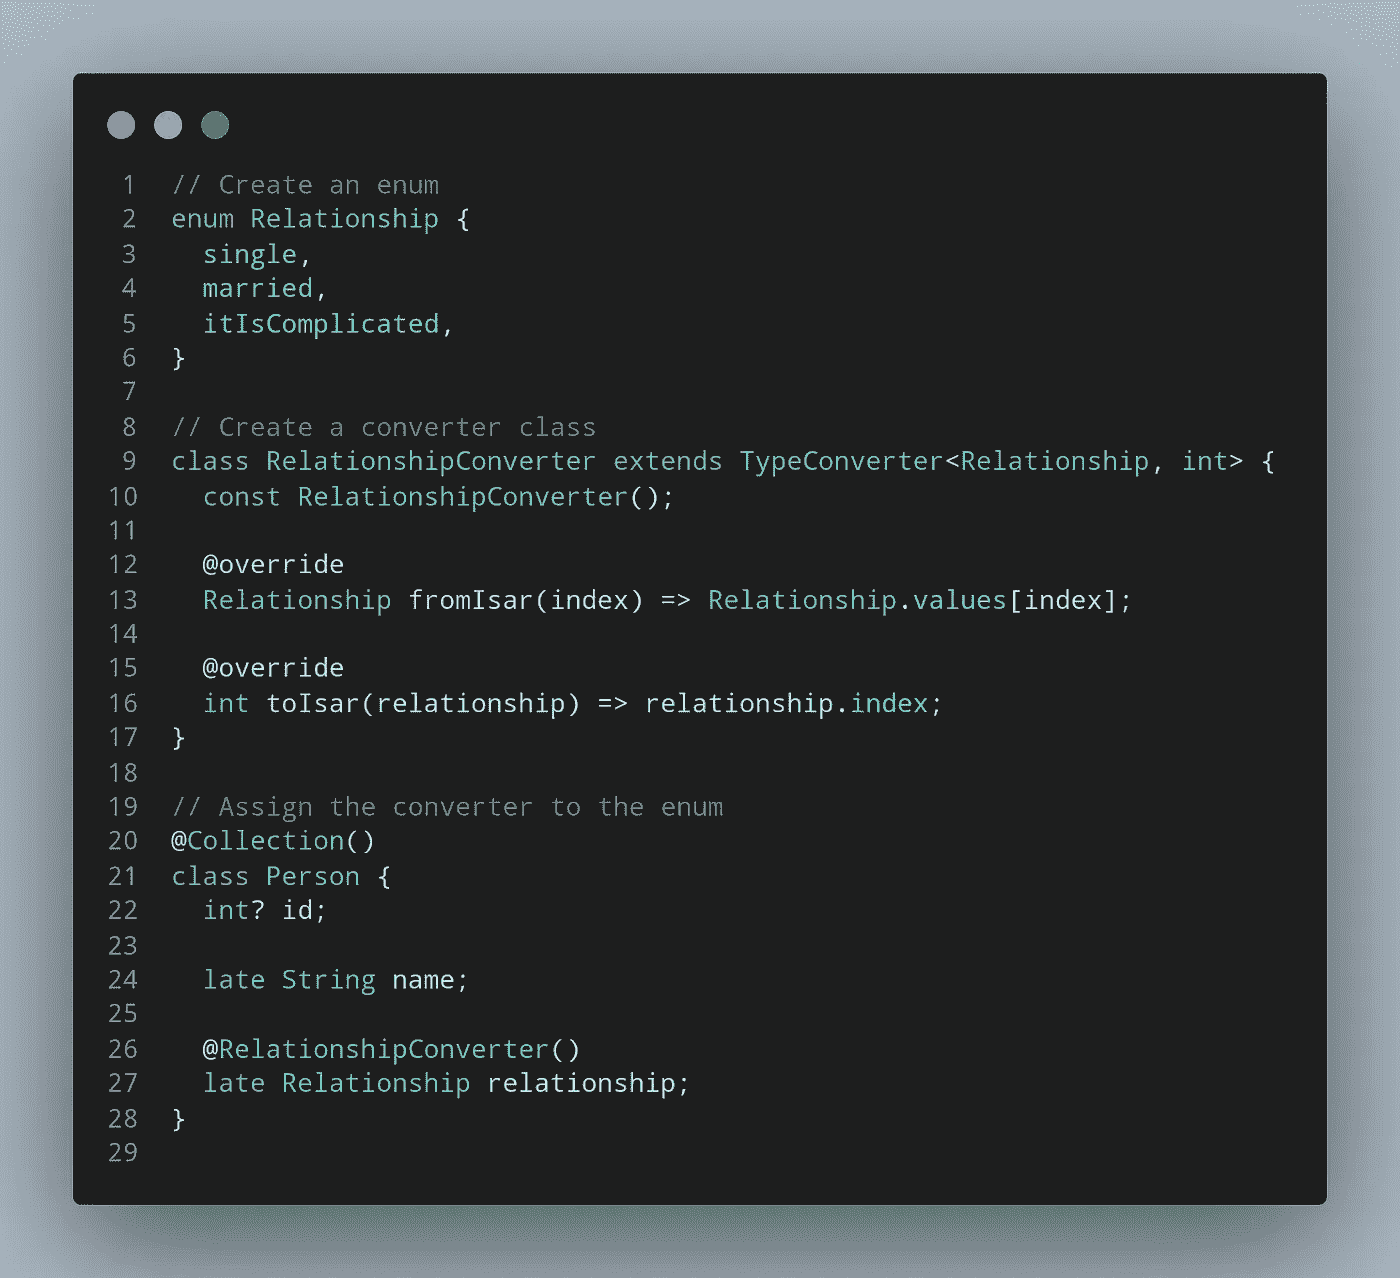 1 // Create an enum
2 enum Relationship {
3   single,
4   married,
5   itIsComplicated,
6 }
7
8 // Create a converter class
9 class RelationshipConverter extends TypeConverter<Relationship, int> {
10   const RelationshipConverter();
11
12   @override
13   Relationship fromIsar(index) => Relationship.values[index];
14
15   @override
16   int toIsar(relationship) => relationship.index;
17 }
18
19 // Assign the converter to the enum
20 @Collection()
21 class Person {
22   int? id;
23
24   late String name;
25
26   @RelationshipConverter()
27   late Relationship relationship;
28 }
29